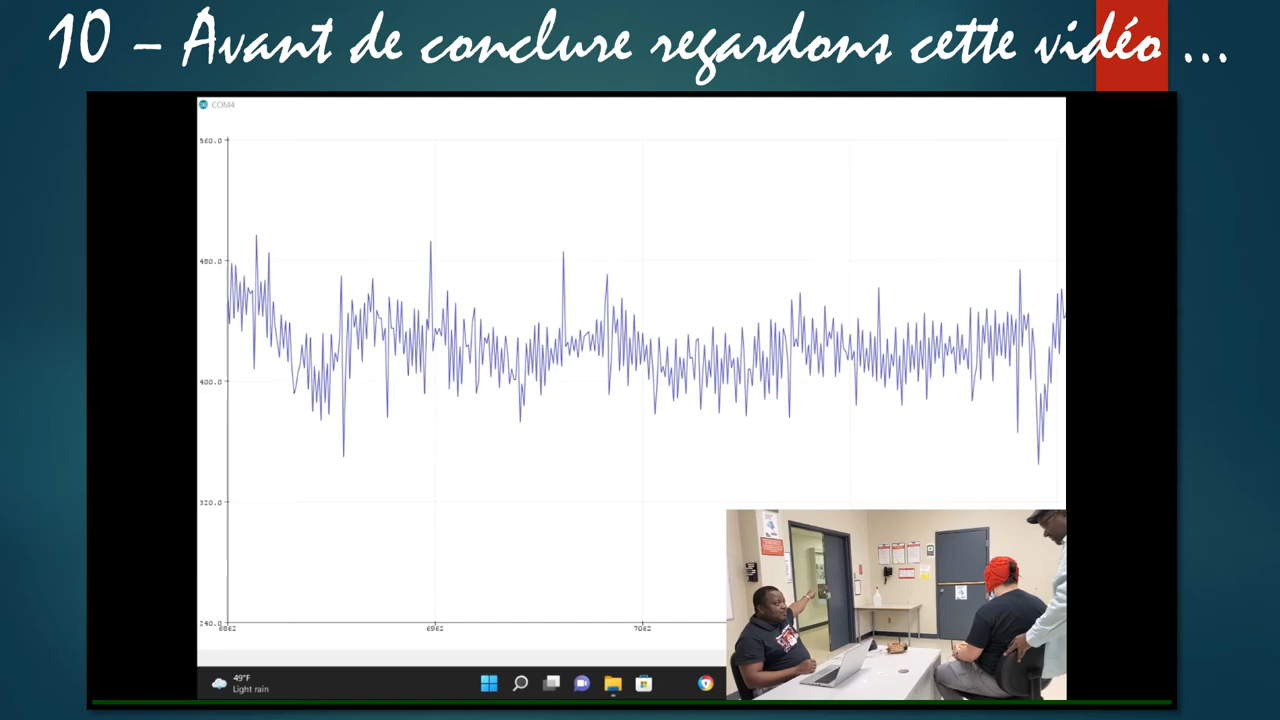 10 – Avant de conclure regardons cette vidéo ...
COM4
560.0
480.0
400.0
320.0
240.0
6862
6962
7062
49°F
Light rain